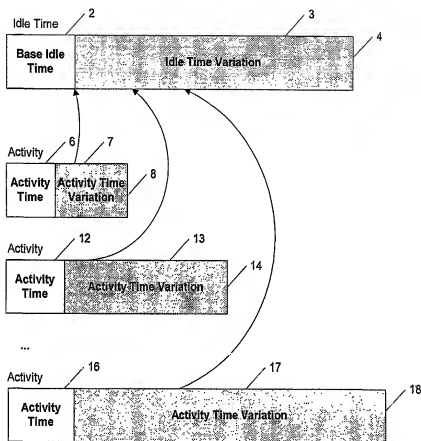 Idle Time
2
3
4
Base Idle
Time
Idle Time Variation
Activity
6
7
8
Activity
Time
Activity Time
Variation
Activity
12
13
14
Activity
Time
Activity Time Variation
...
Activity
16
17
18
Activity
Time
Activity Time Variation